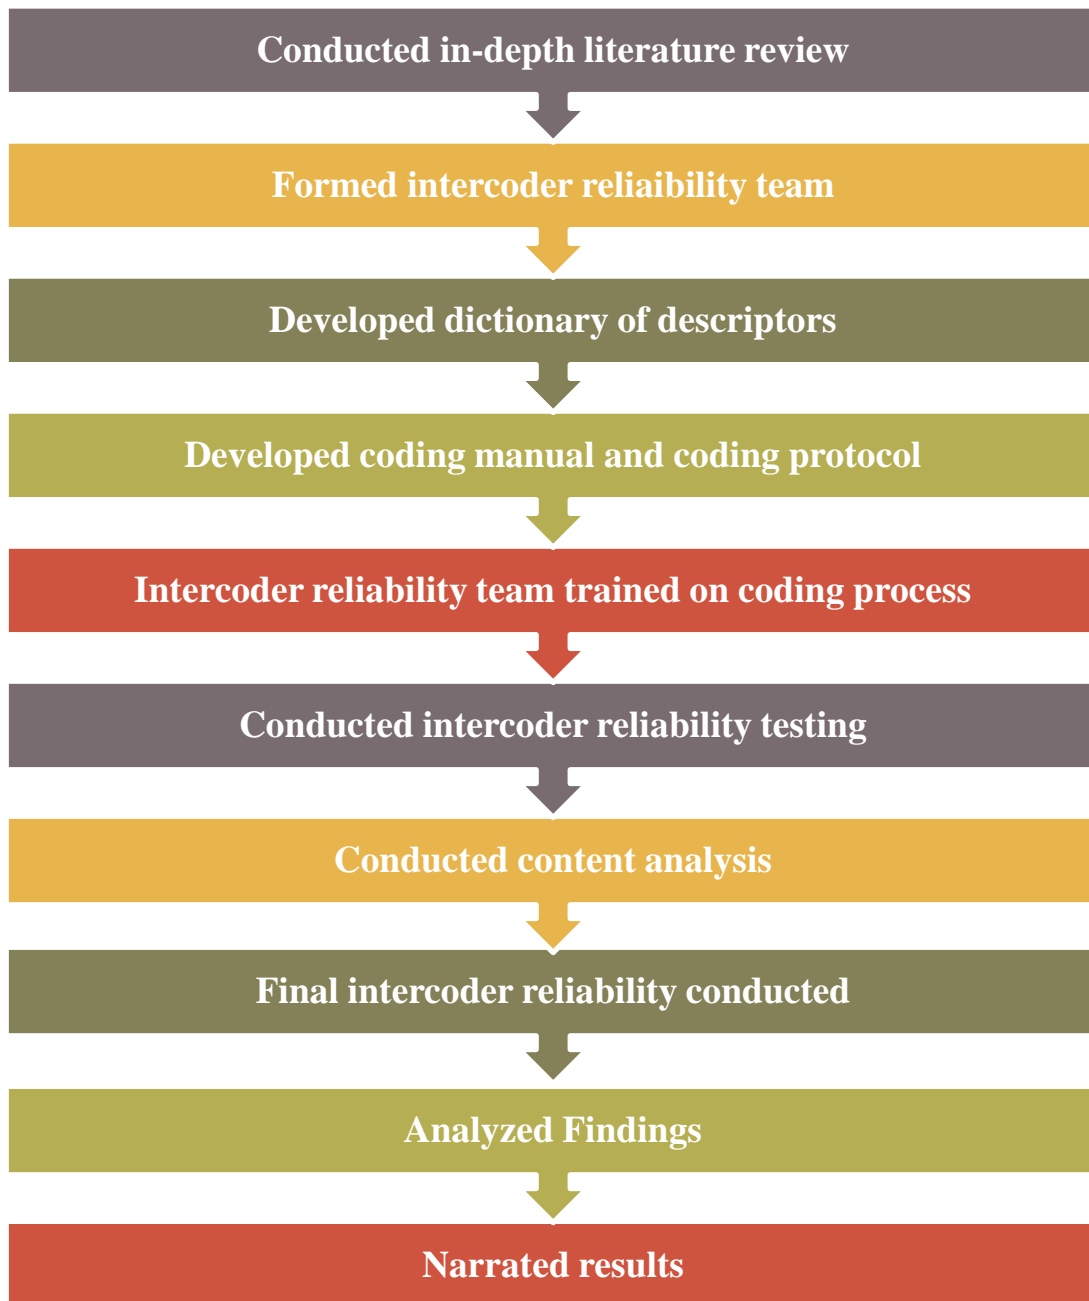 Conducted in-depth literature review
Formed intercoder reliaibility team
Developed dictionary of descriptors
Developed coding manual and coding protocol
Intercoder reliability team trained on coding process
Conducted intercoder reliability testing
Conducted content analysis
Final intercoder reliability conducted
Analyzed Findings
Narrated results